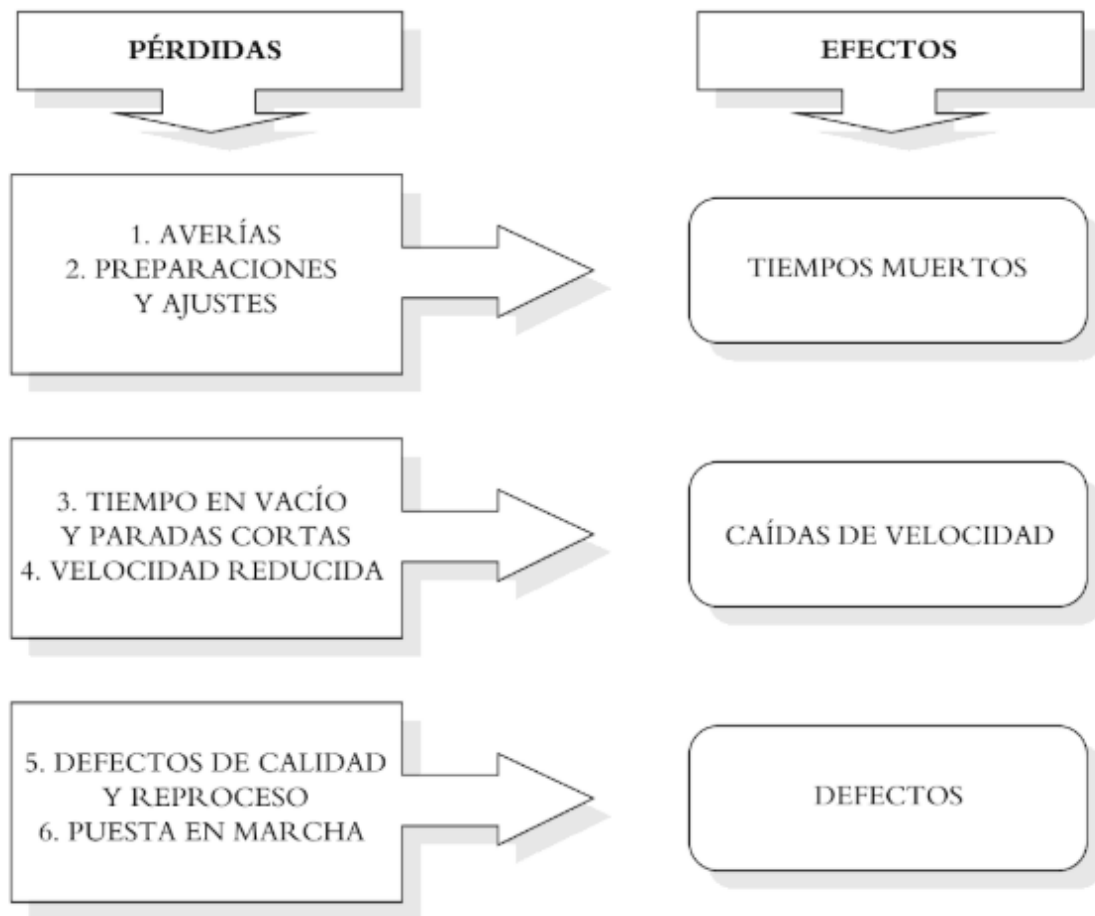 PÉRDIDAS
EFECTOS
1. AVERÍAS
2. PREPARACIONES
Y AJUSTES
TIEMPOS MUERTOS
3. TIEMPO EN VACÍO
Y PARADAS CORTAS
4. VELOCIDAD REDUCIDA
CAÍDAS DE VELOCIDAD
5. DEFECTOS DE CALIDAD
Y REPROCESO
6. PUESTA EN MARCHA
DEFECTOS